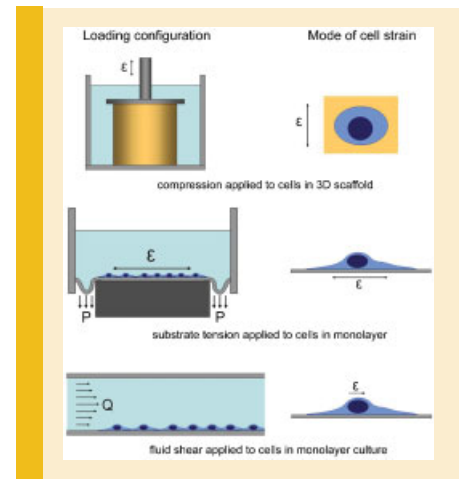 Loading configuration Mode of cell strain
ε
ε
compression applied to cells in 3D scaffold
ε
P P
ε
substrate tension applied to cells in monolayer
Q
ε
fluid shear applied to cells in monolayer culture